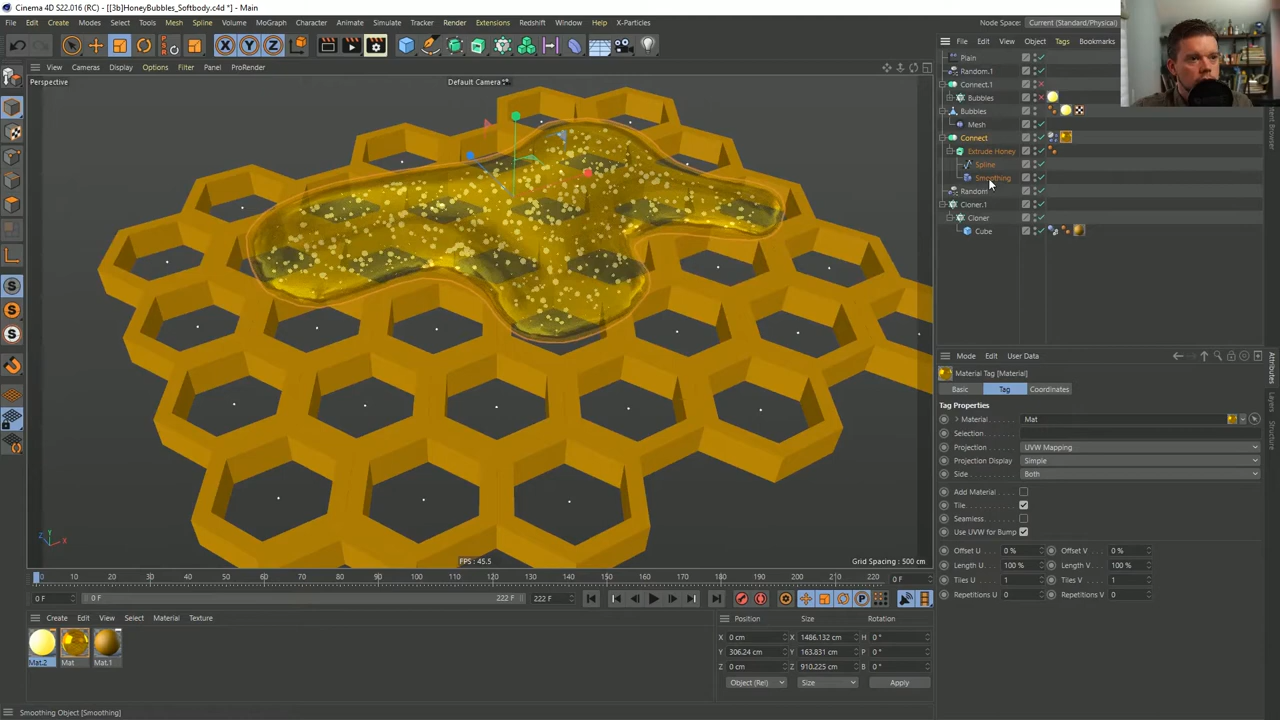 Cinema 4D S22.016 (RC) - [[3b]HoneyBubbles_Softbody.c4d *] - Main
File Edit Create Modes Select Tools Mesh Spline Volume MoGraph Character Animate Simulate Tracker Render Extensions Redshift Window Help X-Particles
Node Space: Current (Standard/Physical)
View Cameras Display Options Filter Panel ProRender
Perspective
Default Camera
FPS : 45.5
Grid Spacing : 500 cm
Y
Z
X
File Edit View Object Tags Bookmarks
Plain
Random.1
Connect.1
Bubbles
Bubbles
Mesh
Connect
Extrude Honey
Spline
Smoothing
Random
Cloner.1
Cloner
Cube
Content Browser
Mode Edit User Data
Attributes
Layers
Structure
Material Tag [Material]
Basic Tag Coordinates
Tag Properties
Material Mat
Selection
Projection UVW Mapping
Projection Display Simple
Side Both
Add Material
Tile
Seamless
Use UVW for Bump
Offset U 0 % Offset V 0 %
Length U 100 % Length V 100 %
Tiles U 1 Tiles V 1
Repetitions U 0 Repetitions V 0
0 10 20 30 40 50 60 70 80 90 100 110 120 130 140 150 160 170 180 190 200 210 220 0 F
0 F 0 F 222 F 222 F
Create Edit View Select Material Texture
Mat.2 Mat Mat.1
Position Size Rotation
X 0 cm X 1486.132 cm H 0 °
Y 306.24 cm Y 163.831 cm P 0 °
Z 0 cm Z 910.225 cm B 0 °
Object (Rel) Size Apply
Smoothing Object [Smoothing]